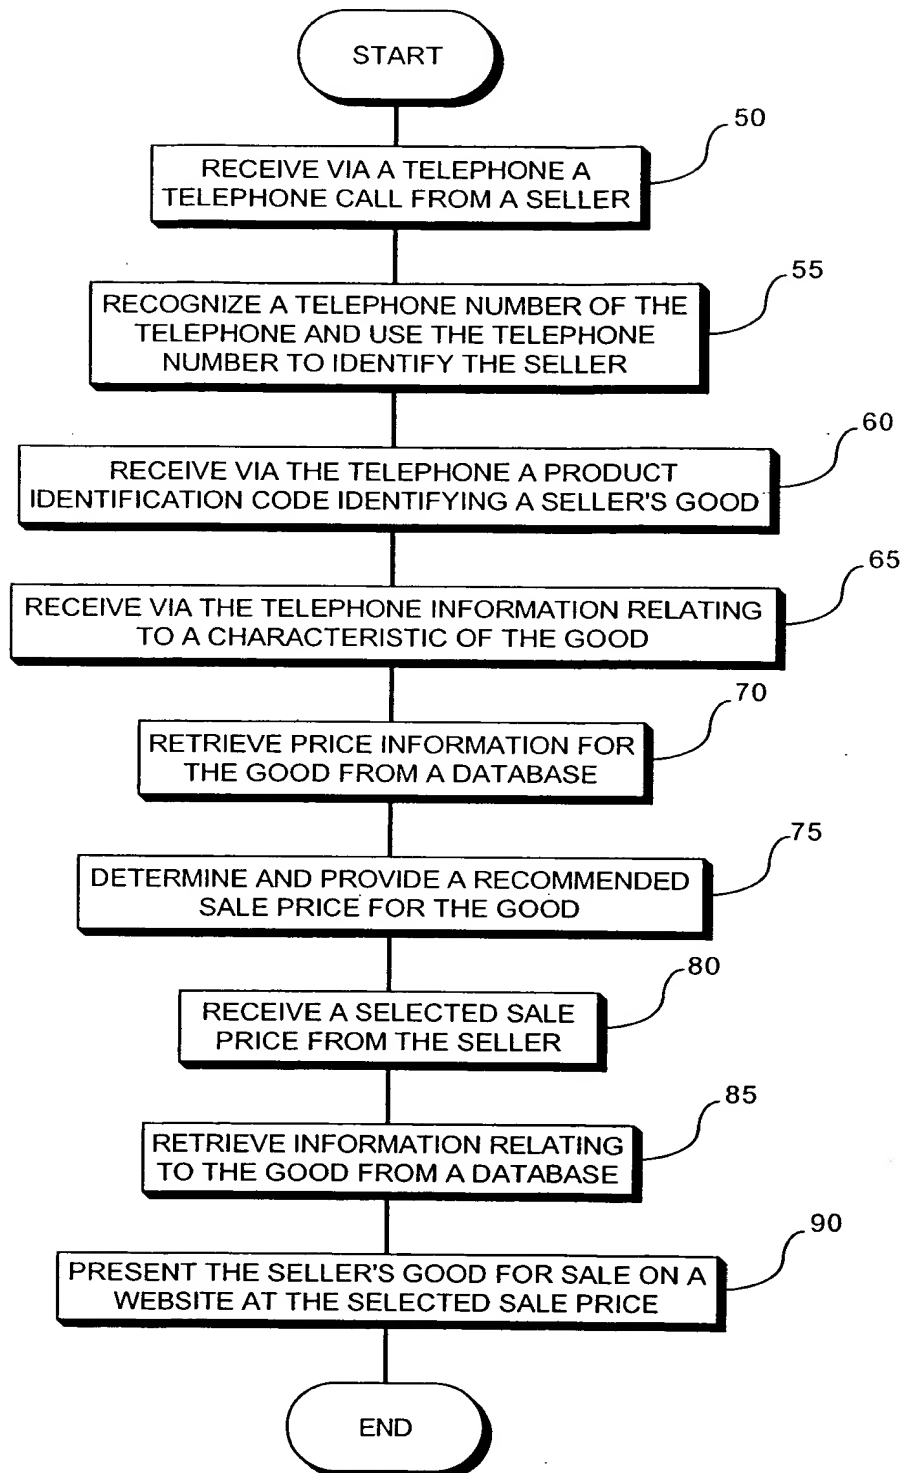 START
50
RECEIVE VIA A TELEPHONE A
TELEPHONE CALL FROM A SELLER
55
RECOGNIZE A TELEPHONE NUMBER OF THE
TELEPHONE AND USE THE TELEPHONE
NUMBER TO IDENTIFY THE SELLER
60
RECEIVE VIA THE TELEPHONE A PRODUCT
IDENTIFICATION CODE IDENTIFYING A SELLER'S GOOD
65
RECEIVE VIA THE TELEPHONE INFORMATION RELATING
TO A CHARACTERISTIC OF THE GOOD
70
RETRIEVE PRICE INFORMATION FOR
THE GOOD FROM A DATABASE
75
DETERMINE AND PROVIDE A RECOMMENDED
SALE PRICE FOR THE GOOD
80
RECEIVE A SELECTED SALE
PRICE FROM THE SELLER
85
RETRIEVE INFORMATION RELATING
TO THE GOOD FROM A DATABASE
90
PRESENT THE SELLER'S GOOD FOR SALE ON A
WEBSITE AT THE SELECTED SALE PRICE
END